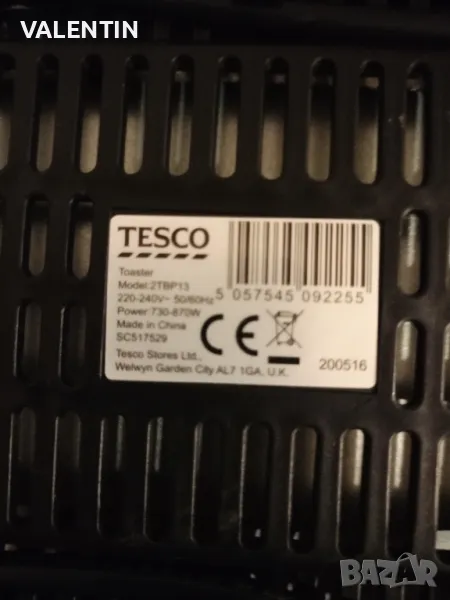 VALENTIN
TESCO
Toaster
Model:2TBP13
220-240V~ 50/60Hz
Power:730-870W
Made in China
SC517529
Tesco Stores Ltd.,
Welwyn Garden City AL7 1GA, U.K.
5 057545 092255
CE
200516
BAZAR